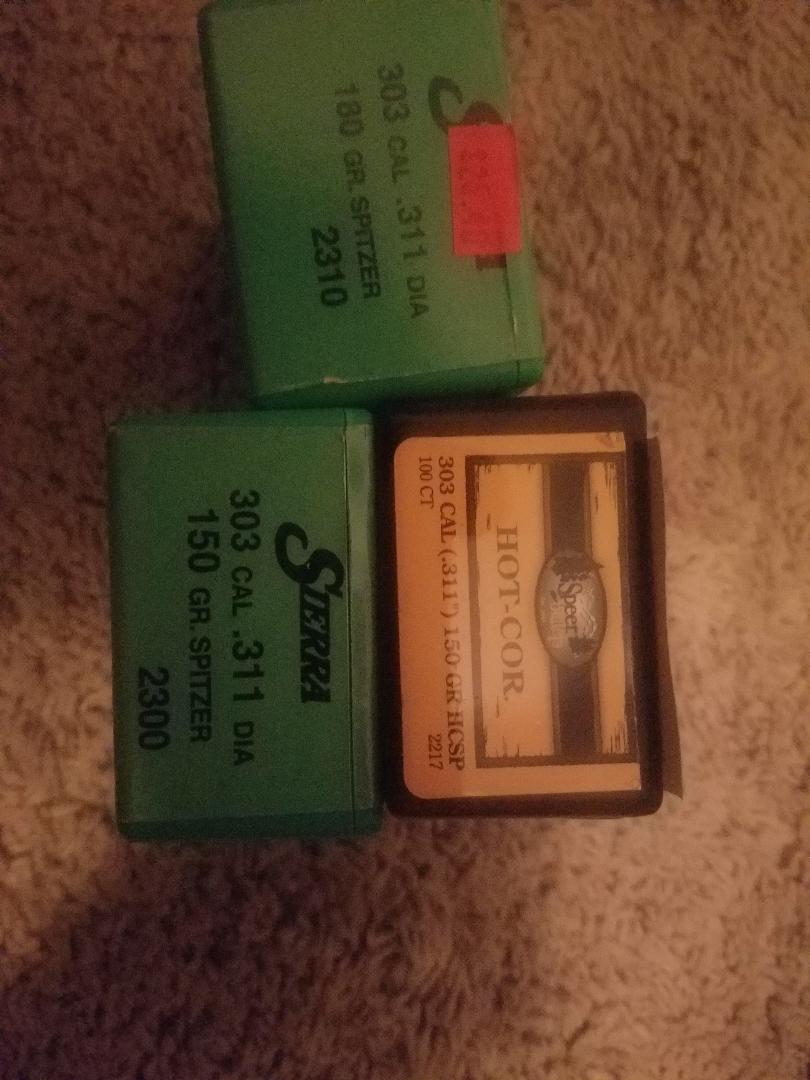 SIERRA
303 CAL .311 DIA
150 GR. SPITZER
2300
303 CAL .311 DIA
180 GR. SPITZER
2310
Speer
HOT-COR.
303 CAL (.311") 150 GR HCSP
100 CT
2217